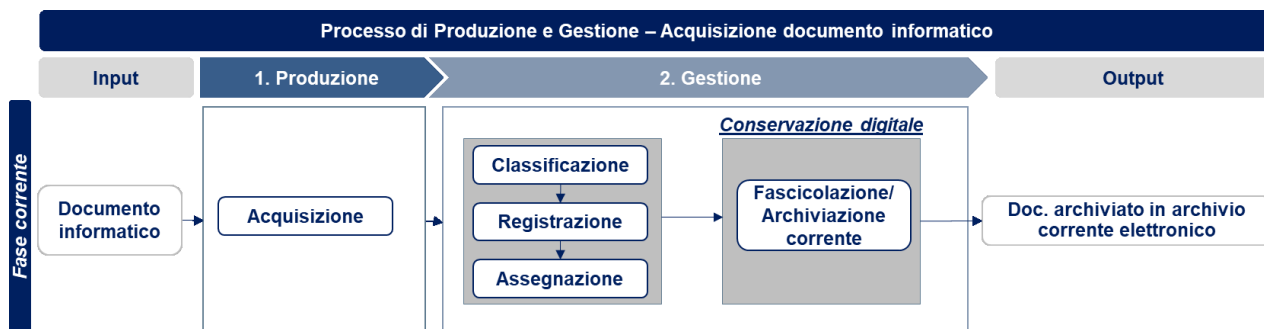 Processo di Produzione e Gestione – Acquisizione documento informatico
Input
1. Produzione
2. Gestione
Output
Fase corrente
Documento
informatico
Acquisizione
Classificazione
Registrazione
Assegnazione
Conservazione digitale
Fascicolazione/
Archiviazione
corrente
Doc. archiviato in archivio
corrente elettronico